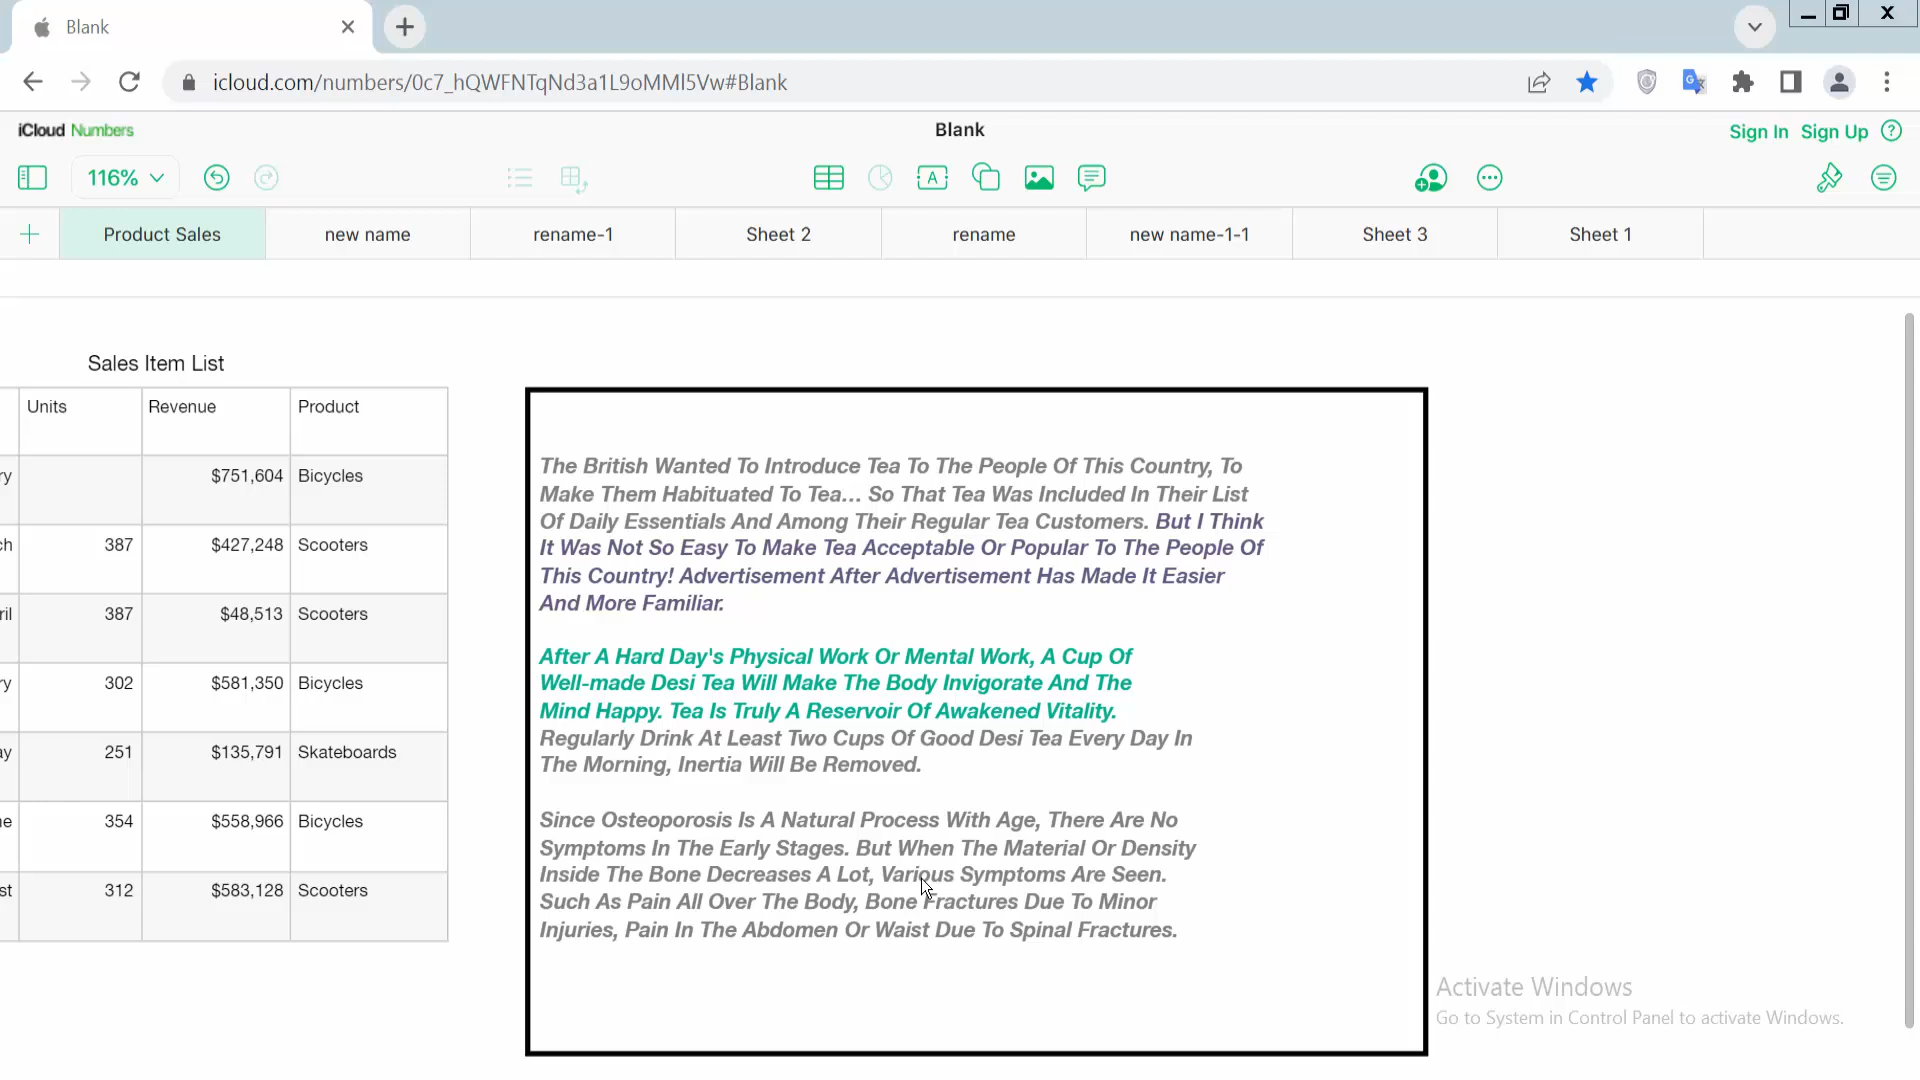 Blank
icloud.com/numbers/0c7_hQWFNTqNd3a1L9oMMl5Vw#Blank
iCloud Numbers
Blank
Sign In Sign Up
116%
Product Sales new name rename-1 Sheet 2 rename new name-1-1 Sheet 3 Sheet 1
Sales Item List
Units Revenue Product
ry $751,604 Bicycles
ch 387 $427,248 Scooters
ril 387 $48,513 Scooters
ry 302 $581,350 Bicycles
ay 251 $135,791 Skateboards
ne 354 $558,966 Bicycles
st 312 $583,128 Scooters
The British Wanted To Introduce Tea To The People Of This Country, To
Make Them Habituated To Tea... So That Tea Was Included In Their List
Of Daily Essentials And Among Their Regular Tea Customers. But I Think
It Was Not So Easy To Make Tea Acceptable Or Popular To The People Of
This Country! Advertisement After Advertisement Has Made It Easier
And More Familiar.
After A Hard Day's Physical Work Or Mental Work, A Cup Of
Well-made Desi Tea Will Make The Body Invigorate And The
Mind Happy. Tea Is Truly A Reservoir Of Awakened Vitality.
Regularly Drink At Least Two Cups Of Good Desi Tea Every Day In
The Morning, Inertia Will Be Removed.
Since Osteoporosis Is A Natural Process With Age, There Are No
Symptoms In The Early Stages. But When The Material Or Density
Inside The Bone Decreases A Lot, Various Symptoms Are Seen.
Such As Pain All Over The Body, Bone Fractures Due To Minor
Injuries, Pain In The Abdomen Or Waist Due To Spinal Fractures.
Activate Windows
Go to System in Control Panel to activate Windows.